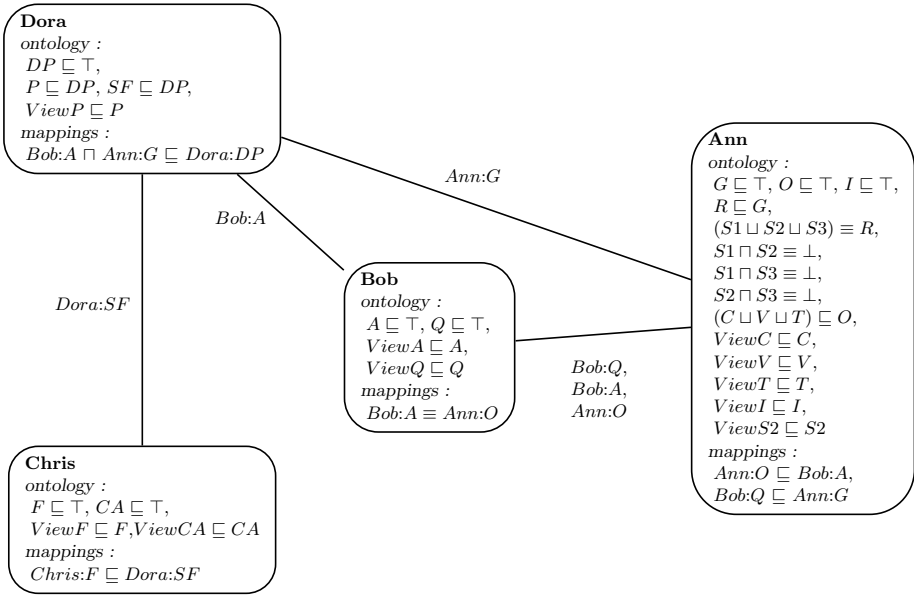 Dora
ontology :
DP ⊑ ⊤,
P ⊑ DP, SF ⊑ DP,
ViewP ⊑ P
mappings :
Bob:A ⊓ Ann:G ⊑ Dora:DP
Ann:G
Bob:A
Dora:SF
Bob
ontology :
A ⊑ ⊤, Q ⊑ ⊤,
ViewA ⊑ A,
ViewQ ⊑ Q
mappings :
Bob:A ≡ Ann:O
Bob:Q,
Bob:A,
Ann:O
Ann
ontology :
G ⊑ ⊤, O ⊑ ⊤, I ⊑ ⊤,
R ⊑ G,
(S1 ⊔ S2 ⊔ S3) ≡ R,
S1 ⊓ S2 ≡ ⊥,
S1 ⊓ S3 ≡ ⊥,
S2 ⊓ S3 ≡ ⊥,
(C ⊔ V ⊔ T) ⊑ O,
ViewC ⊑ C,
ViewV ⊑ V,
ViewT ⊑ T,
ViewI ⊑ I,
ViewS2 ⊑ S2
mappings :
Ann:O ⊑ Bob:A,
Bob:Q ⊑ Ann:G
Chris
ontology :
F ⊑ ⊤, CA ⊑ ⊤,
ViewF ⊑ F,ViewCA ⊑ CA
mappings :
Chris:F ⊑ Dora:SF